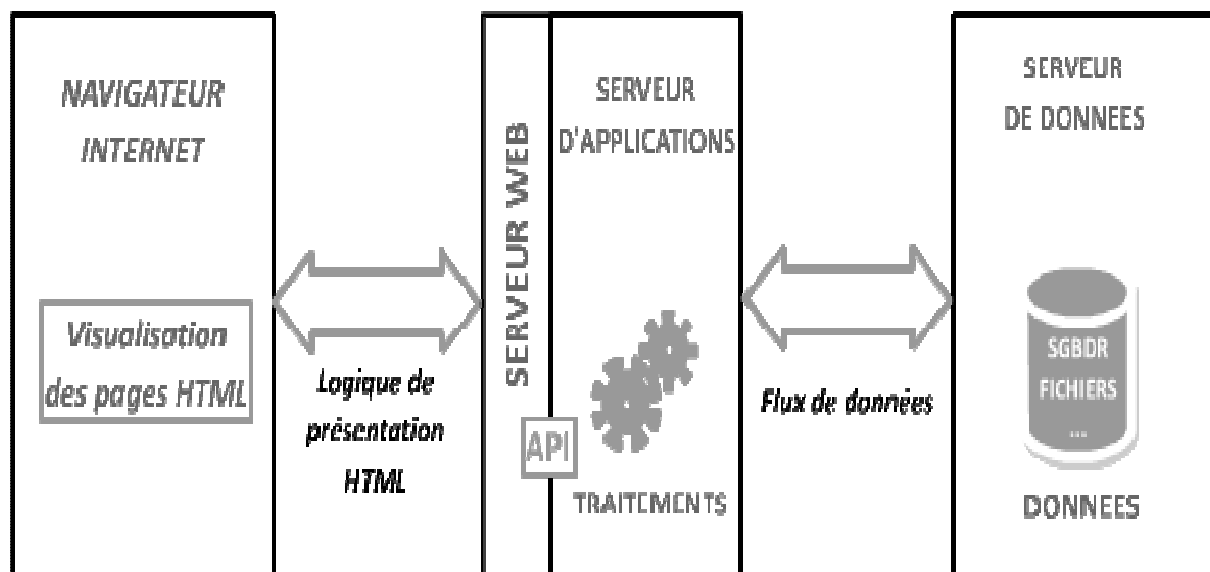 NAVIGATEUR
INTERNET
Visualisation
des pages HTML
Logique de
présentation
HTML
SERVEUR WEB
API
SERVEUR
D'APPLICATIONS
TRAITEMENTS
Flux de données
SERVEUR
DE DONNEES
SGBDR
FICHIERS
...
DONNEES